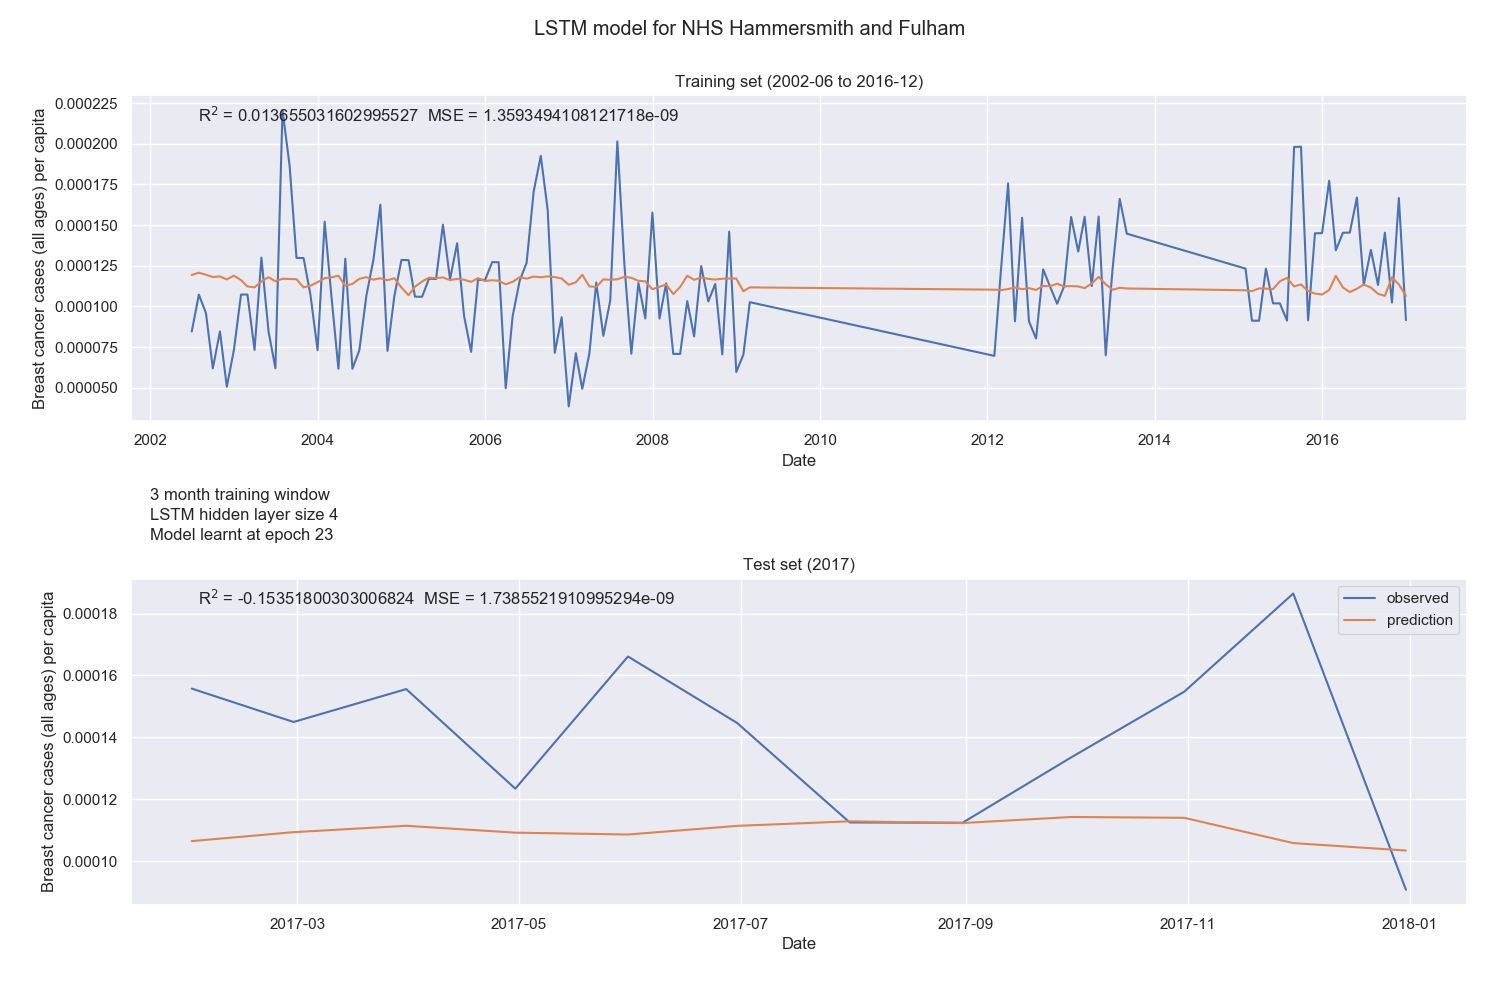 LSTM model for NHS Hammersmith and Fulham
Training set (2002-06 to 2016-12)
R² = 0.013655031602995527 MSE = 1.3593494108121718e-09
Breast cancer cases (all ages) per capita
0.000225
0.000200
0.000175
0.000150
0.000125
0.000100
0.000075
0.000050
2002 2004 2006 2008 2010 2012 2014 2016
Date
3 month training window
LSTM hidden layer size 4
Model learnt at epoch 23
Test set (2017)
R² = -0.15351800303006824 MSE = 1.7385521910995294e-09
observed
prediction
Breast cancer cases (all ages) per capita
0.00018
0.00016
0.00014
0.00012
0.00010
2017-03 2017-05 2017-07 2017-09 2017-11 2018-01
Date